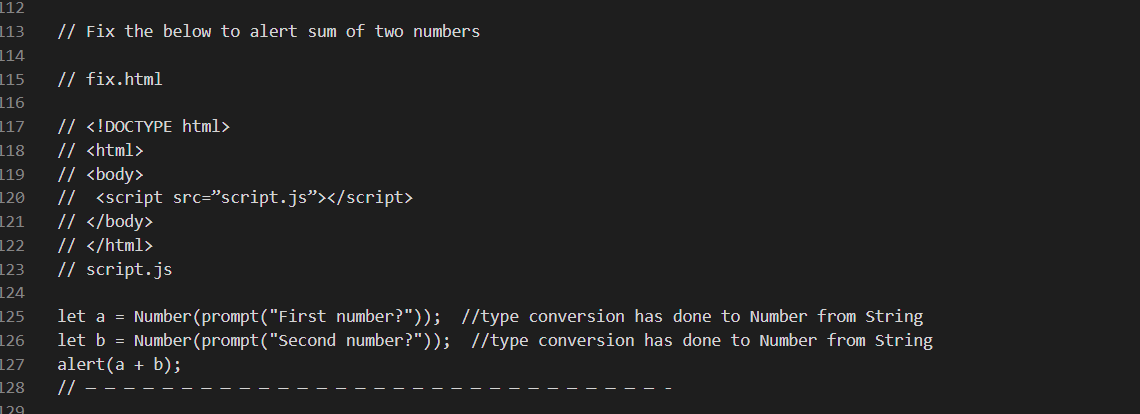 112
113 // Fix the below to alert sum of two numbers
114
115 // fix.html
116
117 // <!DOCTYPE html>
118 // <html>
119 // <body>
120 //  <script src=”script.js”></script>
121 // </body>
122 // </html>
123 // script.js
124
125 let a = Number(prompt("First number?"));  //type conversion has done to Number from String
126 let b = Number(prompt("Second number?"));  //type conversion has done to Number from String
127 alert(a + b);
128 // — — — — — — — — — — — — — — — — — — — — — — — — — — — — — — -
129